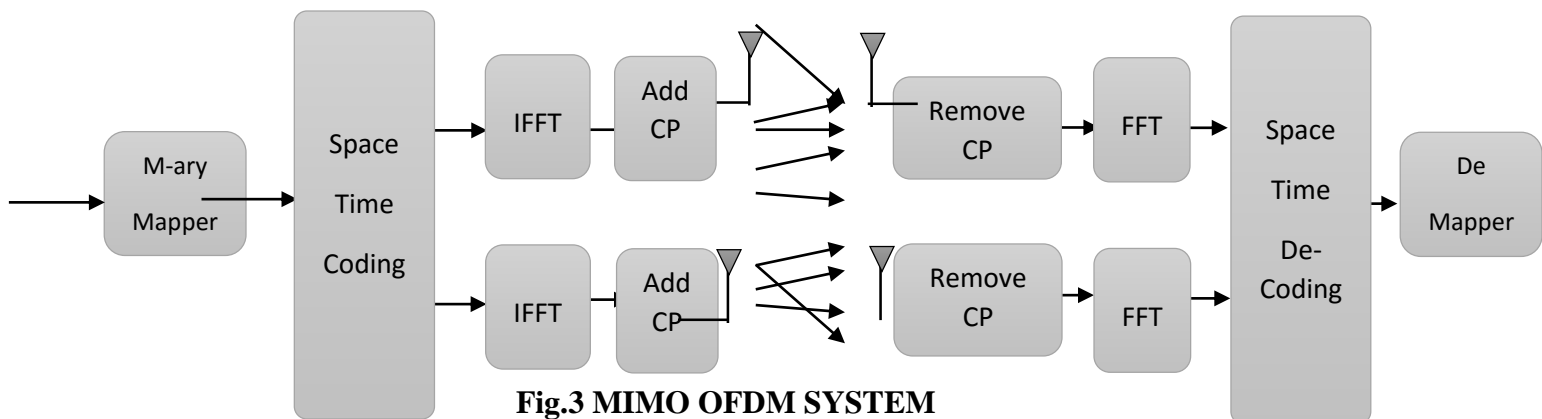 M-ary
Mapper
Space
Time
Coding
IFFT
Add
CP
IFFT
Add
CP
Remove
CP
FFT
Remove
CP
FFT
Space
Time
De-
Coding
De
Mapper
Fig.3 MIMO OFDM SYSTEM